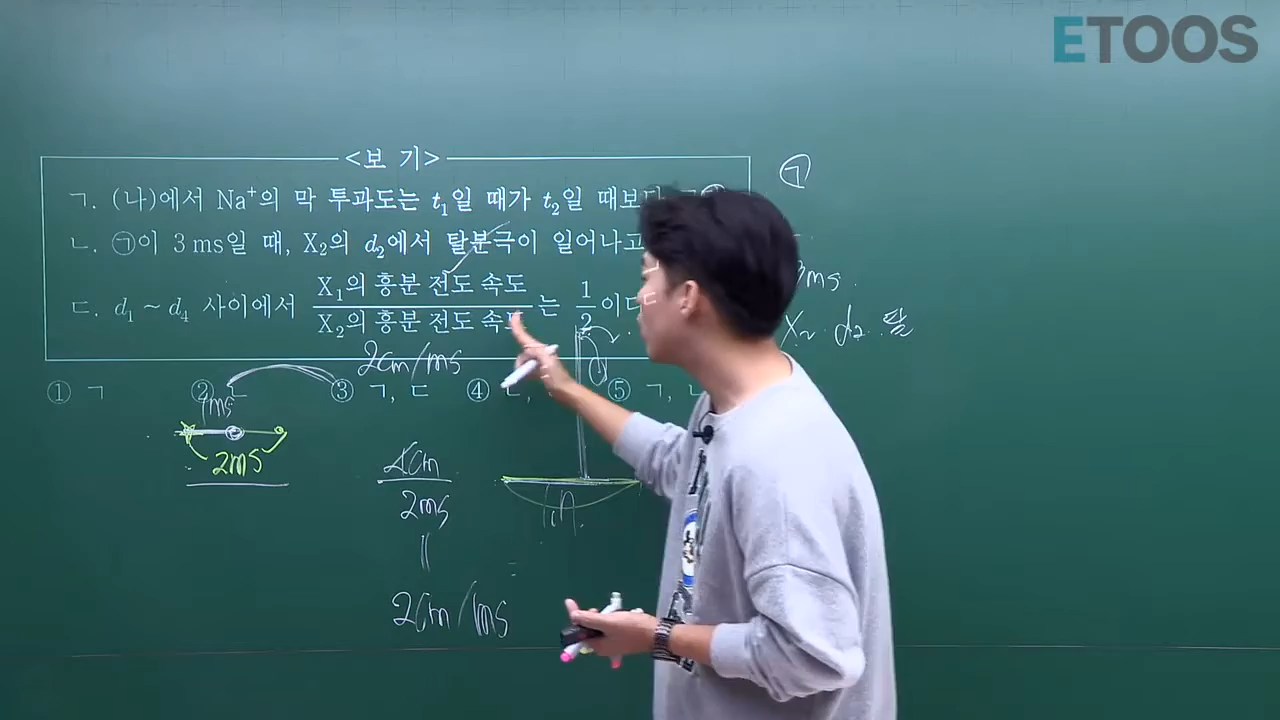 ETOOS
<보 기>
ㄱ
ㄱ. (나)에서 Na⁺의 막 투과도는 t₁일 때가 t₂일 때보다
ㄴ. ㉠이 3 ms일 때, X₂의 d₂에서 탈분극이 일어나고
3ms.
ㄷ. d₁ ~ d₄ 사이에서 X₁의 흥분 전도 속도 / X₂의 흥분 전도 속도 는 1/2이다
X₂ d₂ 탈
2cm/ms
① ㄱ ② ㄴ ③ ㄱ, ㄷ ④ ㄴ, ⑤ ㄱ, ㄴ
1ms
2ms
4cm
2ms
2cm/ms